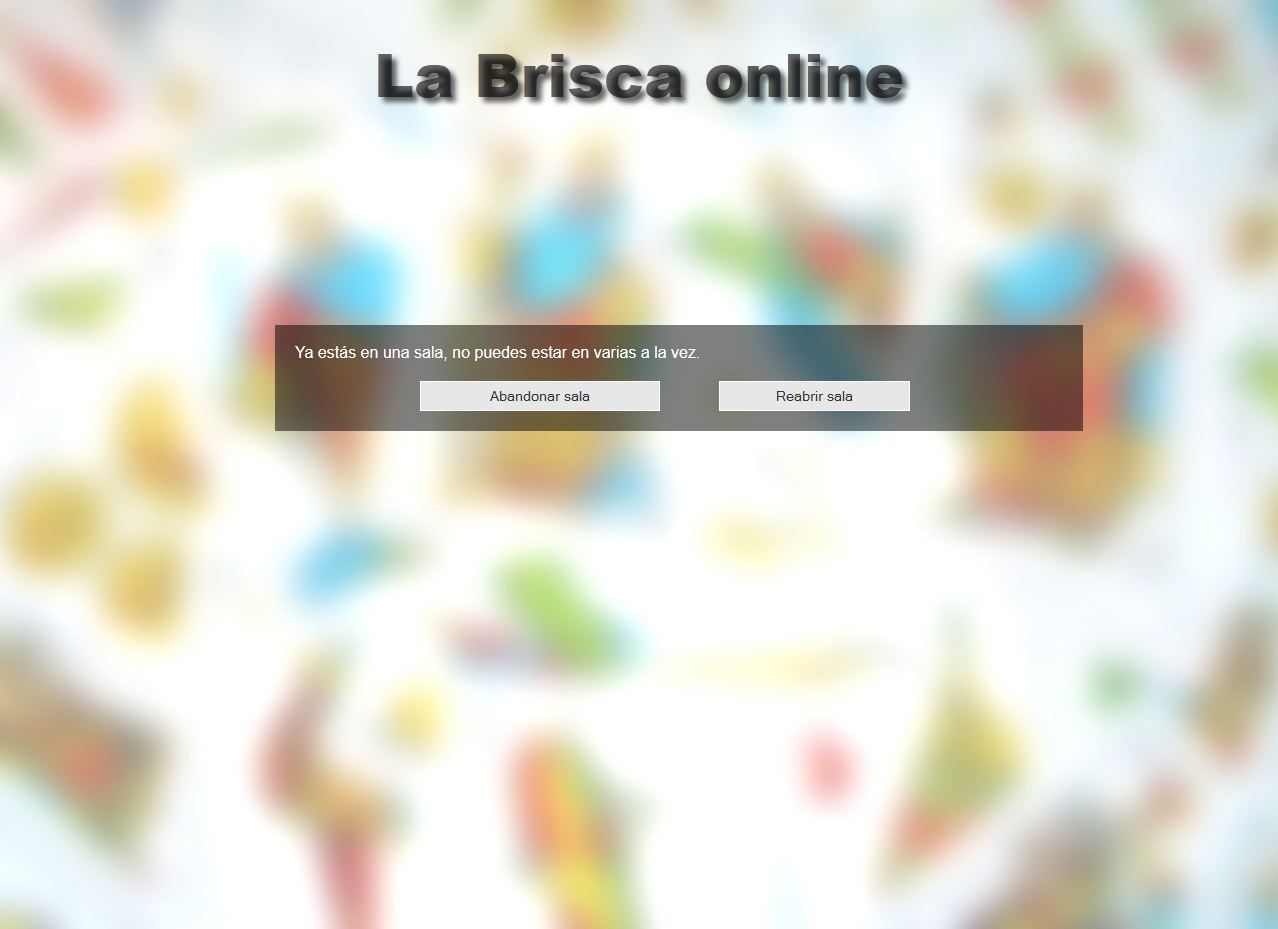 La Brisca online
Ya estás en una sala, no puedes estar en varias a la vez.
Abandonar sala
Reabrir sala